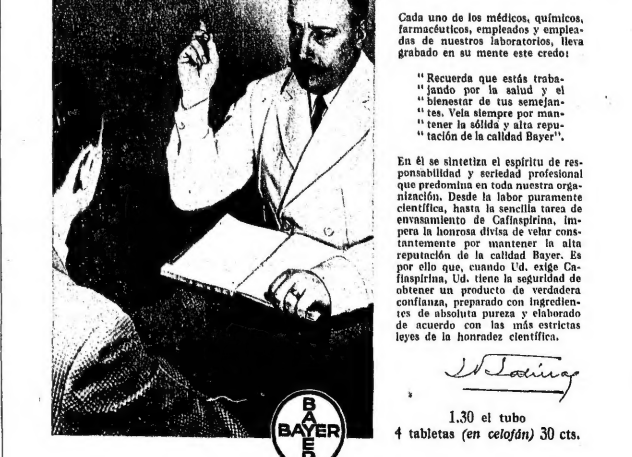 Cada uno de los médicos, químicos,
farmacéuticos, empleados y emplea-
das de nuestros laboratorios, lleva
grabado en su mente este credo:
"Recuerda que estás traba-
"jando por la salud y el
"bienestar de tus semejan-
"tes. Vela siempre por man-
"tener la sólida y alta repu-
"tación de la calidad Bayer".
En él se sintetiza el espíritu de res-
ponsabilidad y seriedad profesional
que predomina en toda nuestra orga-
nización. Desde la labor puramente
científica, hasta la sencilla tarea de
envasamiento de Cafiaspirina, im-
pera la honrosa divisa de velar cons-
tantemente por mantener la alta
reputación de la calidad Bayer. Es
por ello que, cuando Ud. exige Ca-
fiaspirina, Ud. tiene la seguridad de
obtener un producto de verdadera
confianza, preparado con ingredien-
tes de absoluta pureza y elaborado
de acuerdo con las más estrictas
leyes de la honradez científica.
1.30 el tubo
4 tabletas (en celofán) 30 cts.
BAYER
BAYER